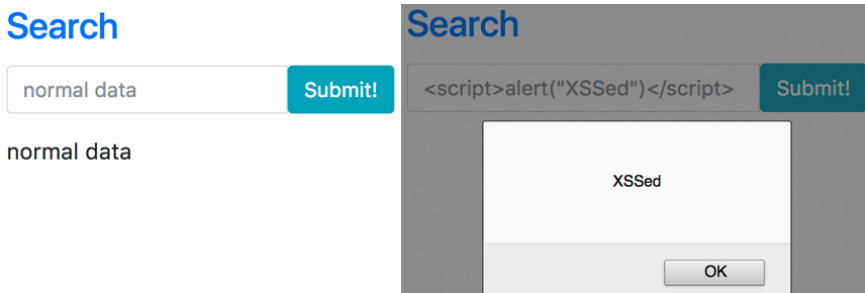 Search
normal data Submit!
normal data
Search
<script>alert("XSSed")</script> Submit!
XSSed
OK